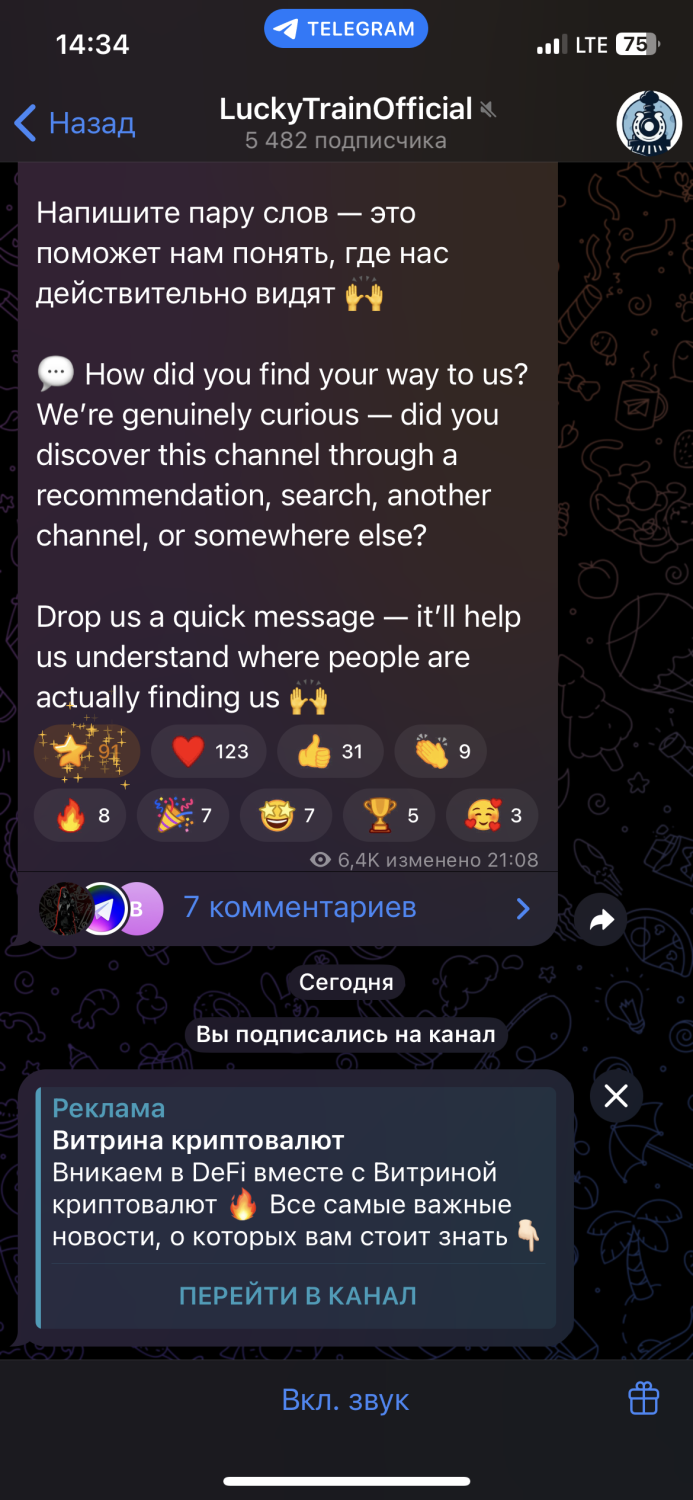 14:34
TELEGRAM
LTE 75
Назад
LuckyTrainOfficial
5 482 подписчика
Напишите пару слов — это
поможет нам понять, где нас
действительно видят 🙌
💬 How did you find your way to us?
We’re genuinely curious — did you
discover this channel through a
recommendation, search, another
channel, or somewhere else?
Drop us a quick message — it’ll help
us understand where people are
actually finding us 🙌
⭐ 91 ❤️ 123 👍 31 👏 9
🔥 8 🎉 7 🤩 7 🏆 5 🥰 3
6,4K изменено 21:08
В
7 комментариев
Сегодня
Вы подписались на канал
Реклама
Витрина криптовалют
Вникаем в DeFi вместе с Витриной
криптовалют 🔥 Все самые важные
новости, о которых вам стоит знать 👇🏻
ПЕРЕЙТИ В КАНАЛ
Вкл. звук